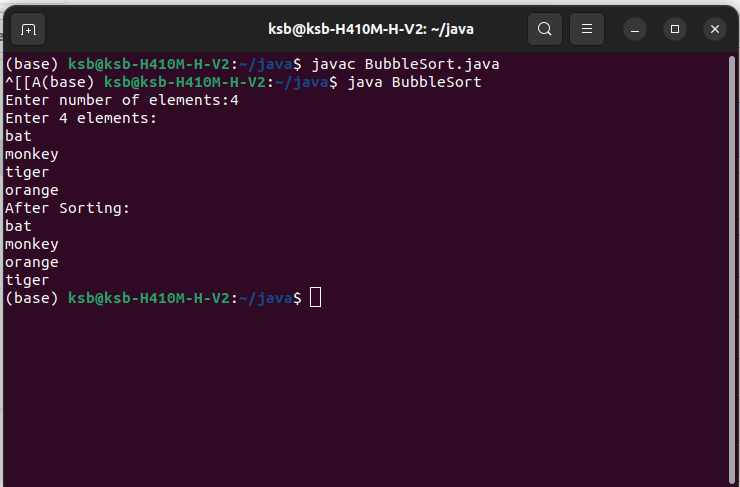 ksb@ksb-H410M-H-V2: ~/java
(base) ksb@ksb-H410M-H-V2:~/java$ javac BubbleSort.java
^[[A(base) ksb@ksb-H410M-H-V2:~/java$ java BubbleSort
Enter number of elements:4
Enter 4 elements:
bat
monkey
tiger
orange
After Sorting:
bat
monkey
orange
tiger
(base) ksb@ksb-H410M-H-V2:~/java$